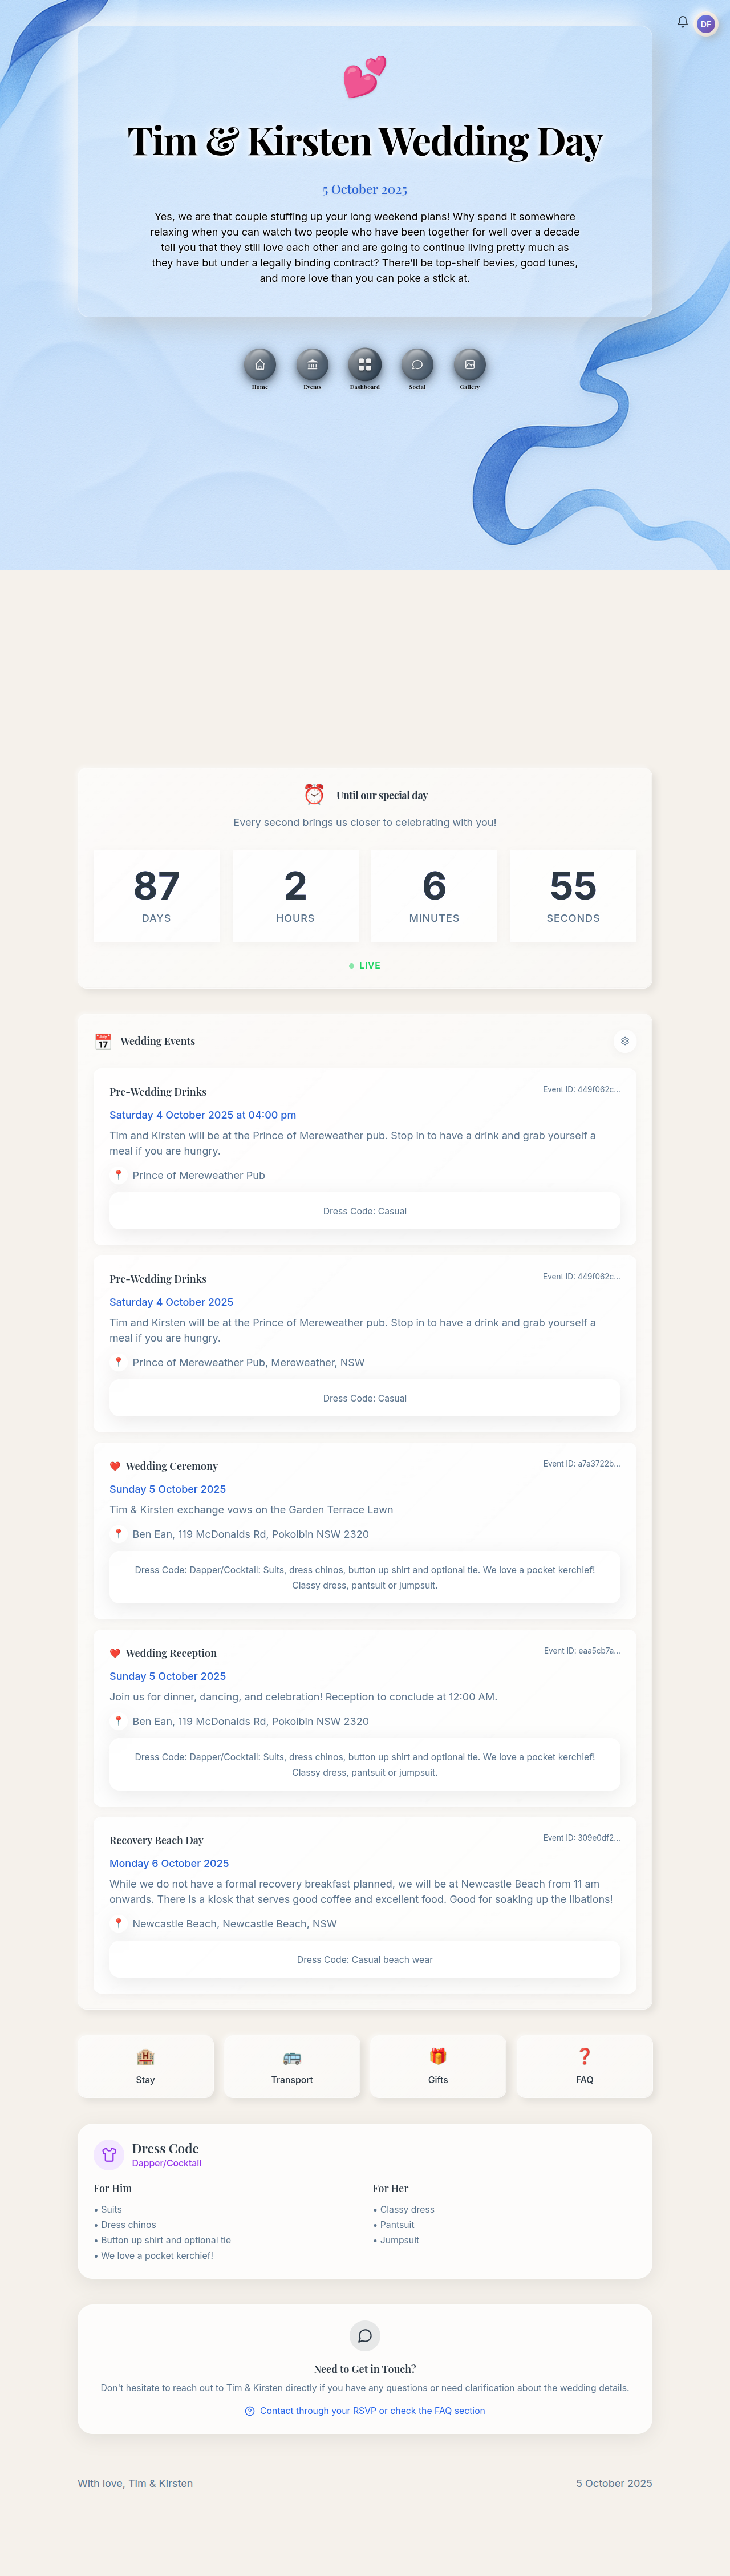 DF
Tim & Kirsten Wedding Day
5 October 2025
Yes, we are that couple stuffing up your long weekend plans! Why spend it somewhere
relaxing when you can watch two people who have been together for well over a decade
tell you that they still love each other and are going to continue living pretty much as
they have but under a legally binding contract? There'll be top-shelf bevies, good tunes,
and more love than you can poke a stick at.
Home Events Dashboard Social Gallery
Until our special day
Every second brings us closer to celebrating with you!
87 2 6 55
DAYS HOURS MINUTES SECONDS
LIVE
Wedding Events
Pre-Wedding Drinks Event ID: 449f062c...
Saturday 4 October 2025 at 04:00 pm
Tim and Kirsten will be at the Prince of Mereweather pub. Stop in to have a drink and grab yourself a
meal if you are hungry.
Prince of Mereweather Pub
Dress Code: Casual
Pre-Wedding Drinks Event ID: 449f062c...
Saturday 4 October 2025
Tim and Kirsten will be at the Prince of Mereweather pub. Stop in to have a drink and grab yourself a
meal if you are hungry.
Prince of Mereweather Pub, Mereweather, NSW
Dress Code: Casual
Wedding Ceremony Event ID: a7a3722b...
Sunday 5 October 2025
Tim & Kirsten exchange vows on the Garden Terrace Lawn
Ben Ean, 119 McDonalds Rd, Pokolbin NSW 2320
Dress Code: Dapper/Cocktail: Suits, dress chinos, button up shirt and optional tie. We love a pocket kerchief!
Classy dress, pantsuit or jumpsuit.
Wedding Reception Event ID: eaa5cb7a...
Sunday 5 October 2025
Join us for dinner, dancing, and celebration! Reception to conclude at 12:00 AM.
Ben Ean, 119 McDonalds Rd, Pokolbin NSW 2320
Dress Code: Dapper/Cocktail: Suits, dress chinos, button up shirt and optional tie. We love a pocket kerchief!
Classy dress, pantsuit or jumpsuit.
Recovery Beach Day Event ID: 309e0df2...
Monday 6 October 2025
While we do not have a formal recovery breakfast planned, we will be at Newcastle Beach from 11 am
onwards. There is a kiosk that serves good coffee and excellent food. Good for soaking up the libations!
Newcastle Beach, Newcastle Beach, NSW
Dress Code: Casual beach wear
Stay Transport Gifts FAQ
Dress Code
Dapper/Cocktail
For Him
• Suits
• Dress chinos
• Button up shirt and optional tie
• We love a pocket kerchief!
For Her
• Classy dress
• Pantsuit
• Jumpsuit
Need to Get in Touch?
Don't hesitate to reach out to Tim & Kirsten directly if you have any questions or need clarification about the wedding details.
Contact through your RSVP or check the FAQ section
With love, Tim & Kirsten 5 October 2025